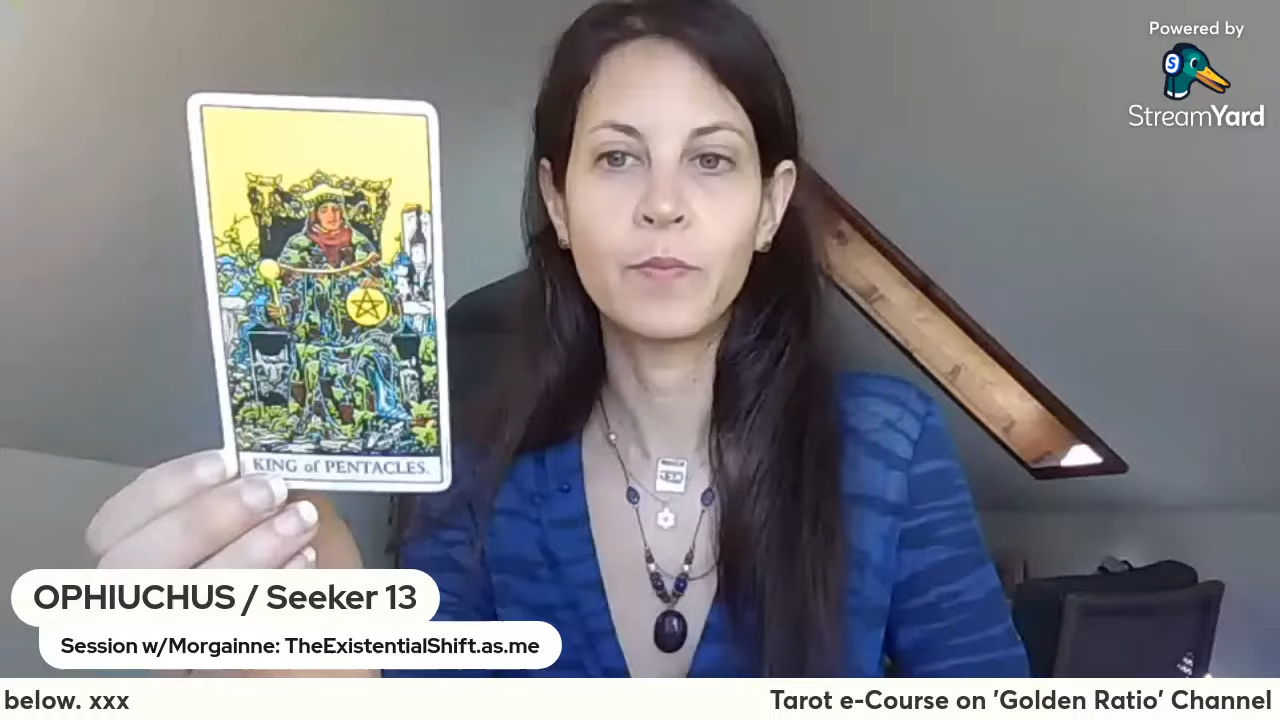 Powered by
StreamYard
KING of PENTACLES.
OPHIUCHUS / Seeker 13
Session w/Morgainne: TheExistentialShift.as.me
below. xxx
Tarot e-Course on 'Golden Ratio' Channel